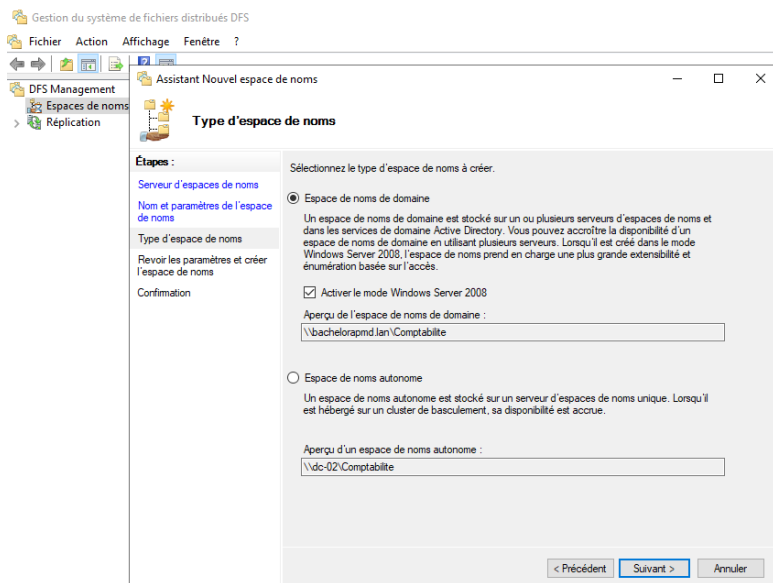 Gestion du système de fichiers distribués DFS
Fichier Action Affichage Fenêtre ?
Assistant Nouvel espace de noms
DFS Management
Espaces de noms
Réplication
Type d'espace de noms
Étapes :
Serveur d'espaces de noms
Nom et paramètres de l'espace
de noms
Type d'espace de noms
Revoir les paramètres et créer
l'espace de noms
Confirmation
Sélectionnez le type d'espace de noms à créer.
Espace de noms de domaine
Un espace de noms de domaine est stocké sur un ou plusieurs serveurs d'espaces de noms et
dans les services de domaine Active Directory. Vous pouvez accroître la disponibilité d'un
espace de noms de domaine en utilisant plusieurs serveurs. Lorsqu'il est créé dans le mode
Windows Server 2008, l'espace de noms prend en charge une plus grande extensibilité et
énumération basée sur l'accès.
Activer le mode Windows Server 2008
Aperçu de l'espace de noms de domaine :
\\bachelorapmd.lan\Comptabilite
Espace de noms autonome
Un espace de noms autonome est stocké sur un serveur d'espaces de noms unique. Lorsqu'il
est hébergé sur un cluster de basculement, sa disponibilité est accrue.
Aperçu d'un espace de noms autonome :
\\dc-02\Comptabilite
< Précédent Suivant > Annuler